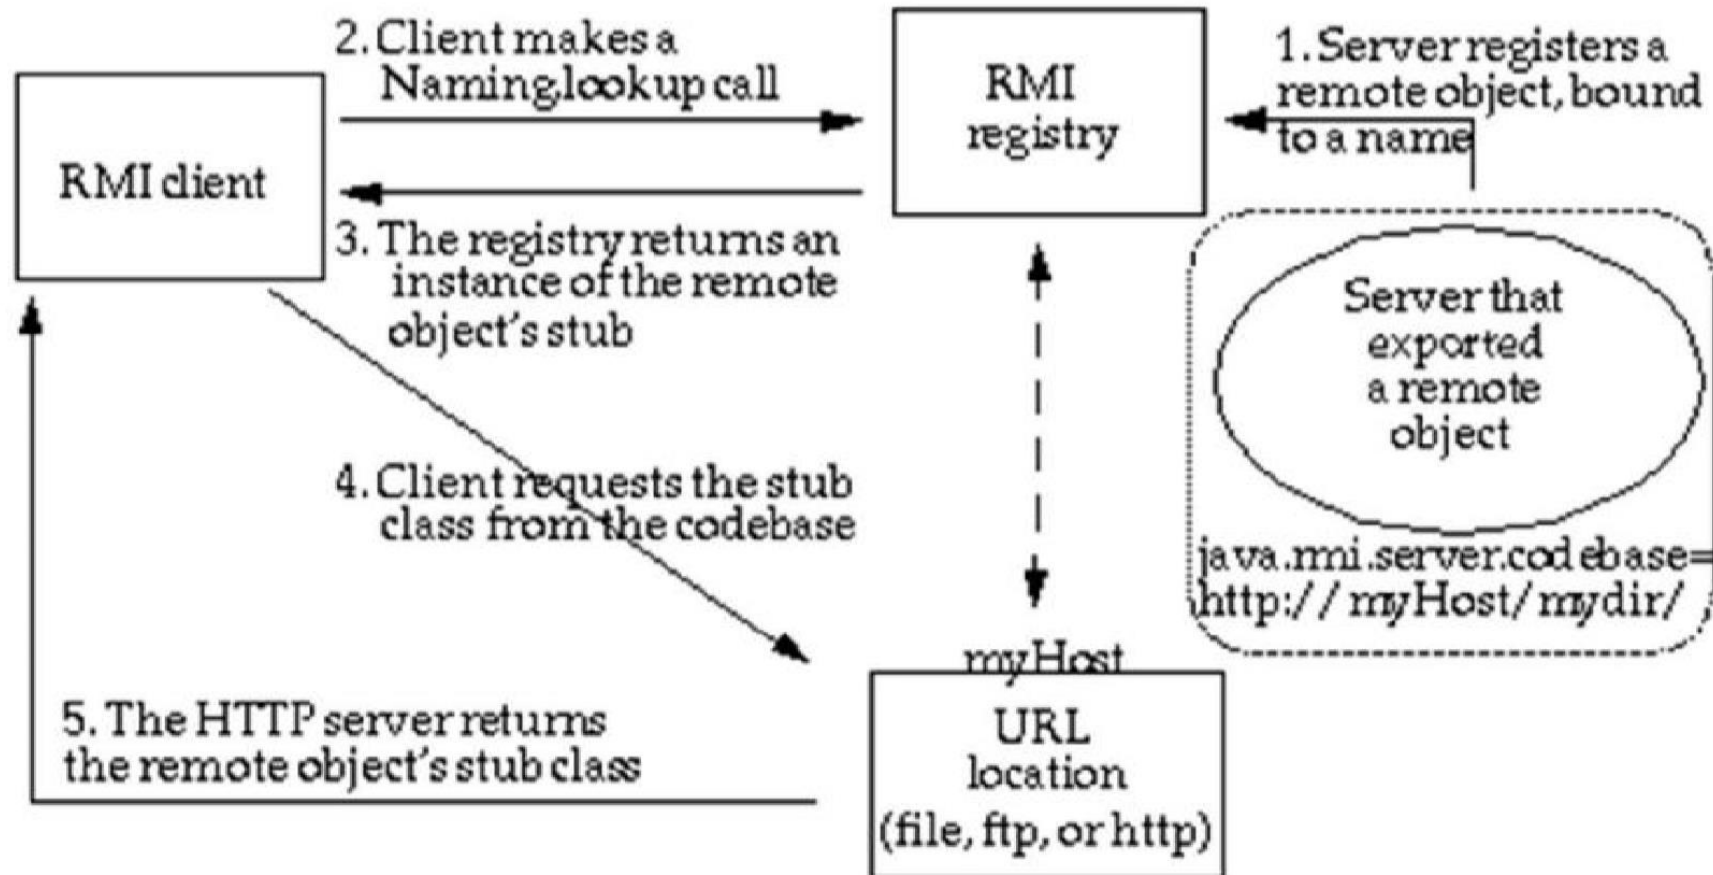 2. Client makes a
Naming.lookup call
RMI
registry
1. Server registers a
remote object, bound
to a name
RMI client
3. The registry returns an
instance of the remote
object's stub
Server that
exported
a remote
object
4. Client requests the stub
class from the codebase
java.rmi.server.codebase=
http://myHost/mydir/
myHost
URL
location
(file, ftp, or http)
5. The HTTP server returns
the remote object's stub class